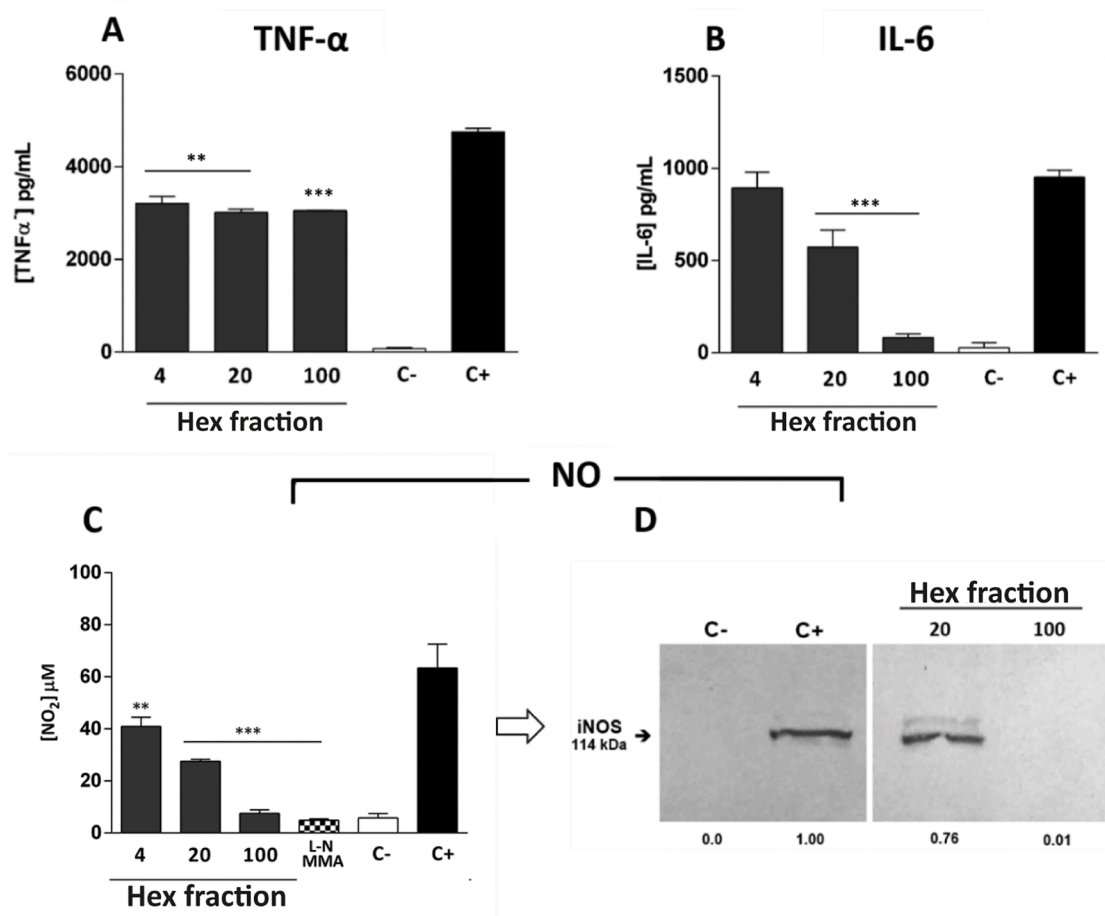 A
TNF-α
6000
4000
2000
0
[TNFα] pg/mL
**
***
4 20 100 C- C+
Hex fraction
B
IL-6
1500
1000
500
0
[IL-6] pg/mL
***
4 20 100 C- C+
Hex fraction
NO
C
100
80
60
40
20
0
[NO₂] µM
**
***
4 20 100 L-N MMA C- C+
Hex fraction
D
Hex fraction
C- C+ 20 100
iNOS
114 kDa
0.0 1.00 0.76 0.01